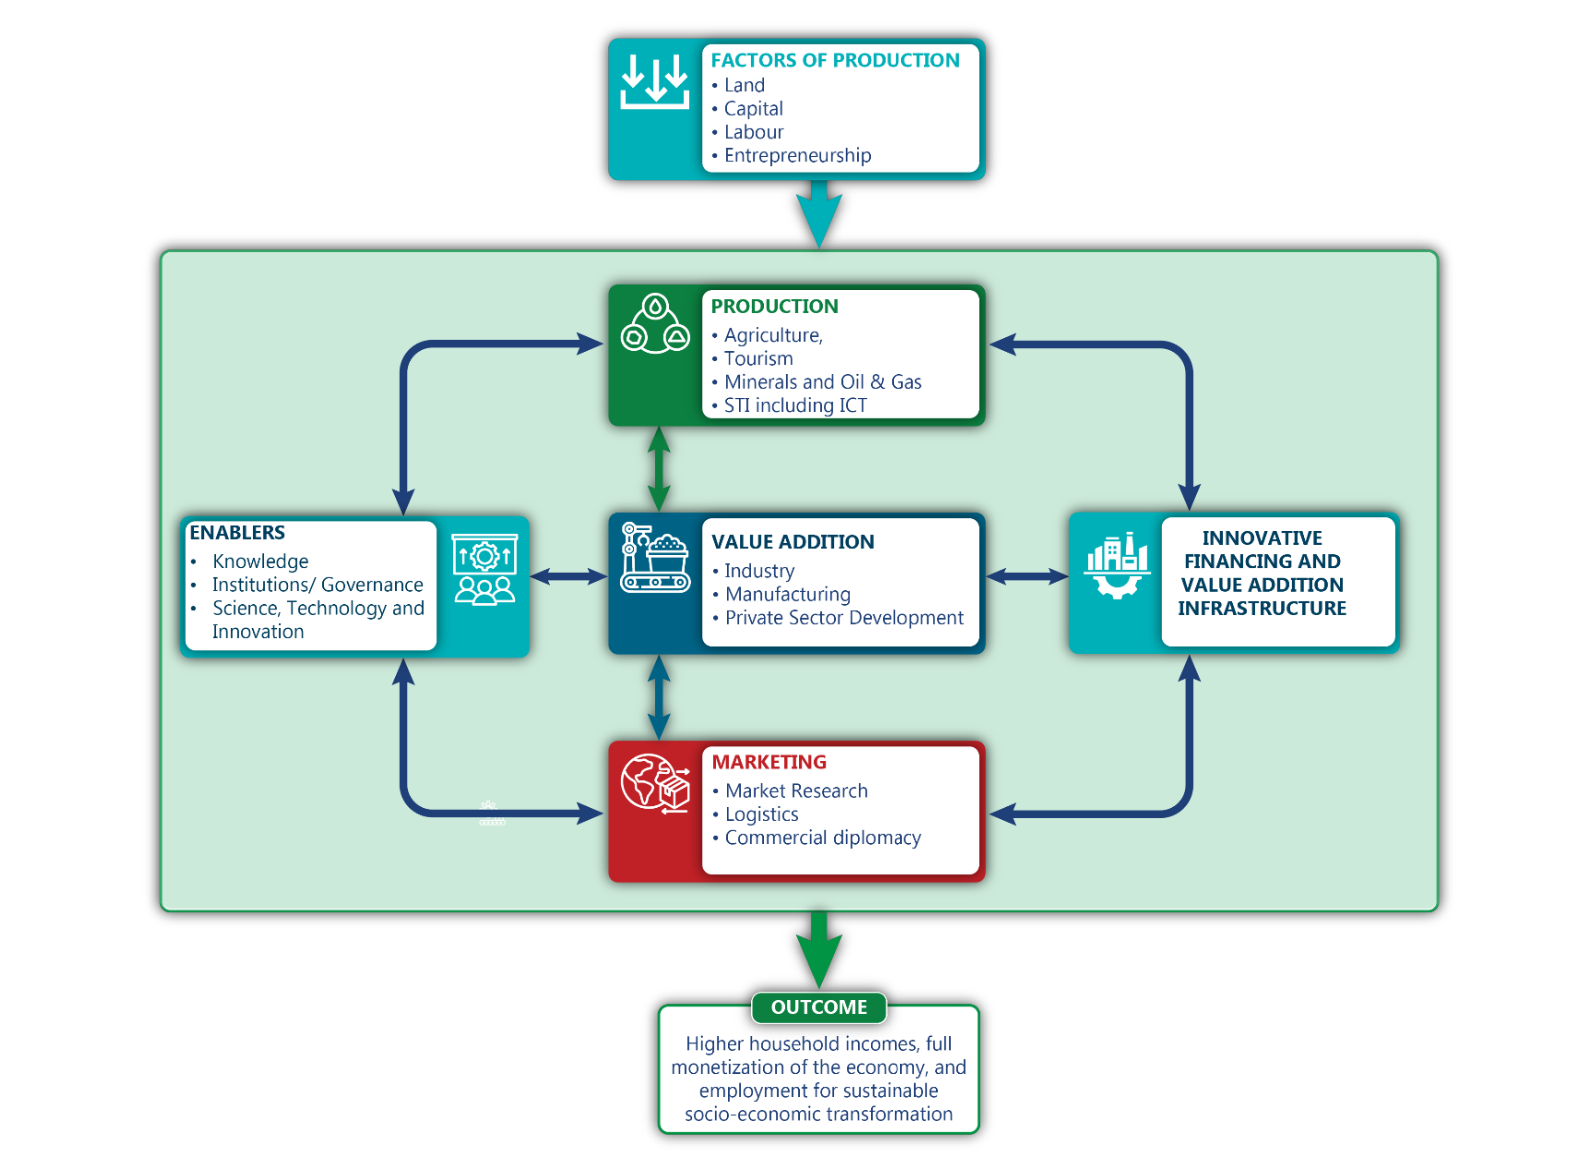 FACTORS OF PRODUCTION
• Land
• Capital
• Labour
• Entrepreneurship
PRODUCTION
• Agriculture,
• Tourism
• Minerals and Oil & Gas
• STI including ICT
ENABLERS
• Knowledge
• Institutions/ Governance
• Science, Technology and
Innovation
VALUE ADDITION
• Industry
• Manufacturing
• Private Sector Development
INNOVATIVE
FINANCING AND
VALUE ADDITION
INFRASTRUCTURE
MARKETING
• Market Research
• Logistics
• Commercial diplomacy
OUTCOME
Higher household incomes, full
monetization of the economy, and
employment for sustainable
socio-economic transformation